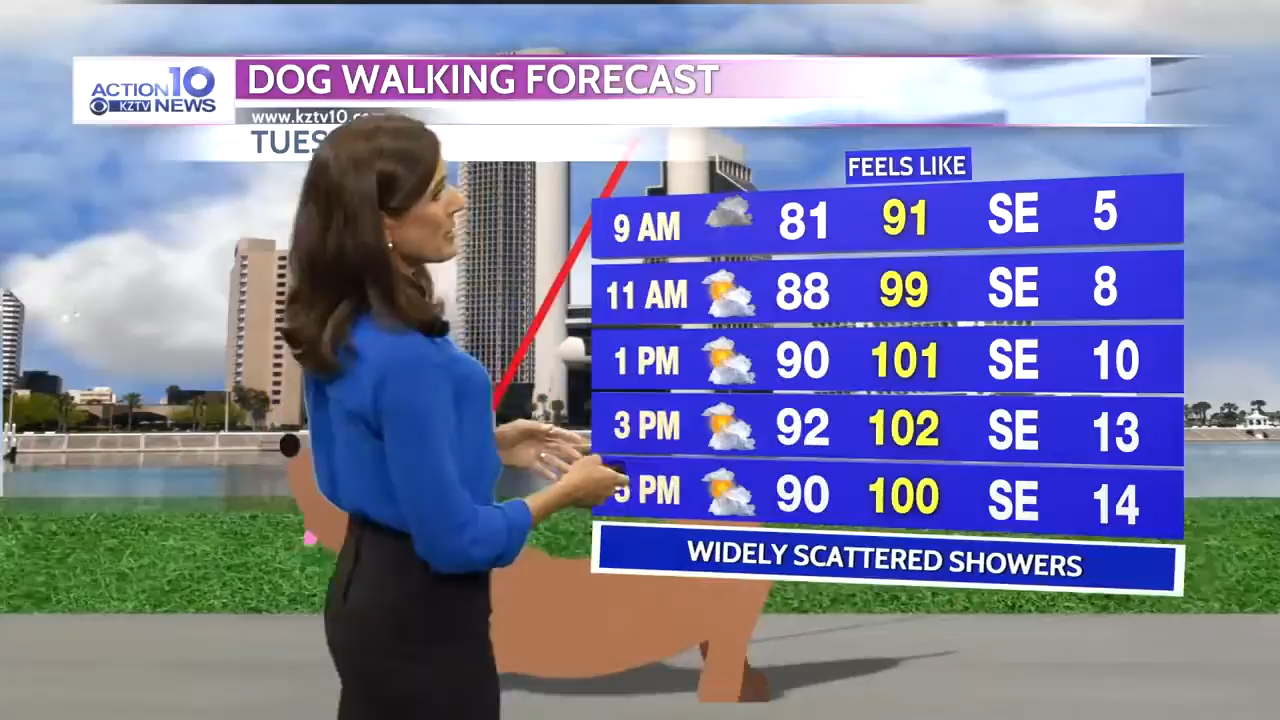 ACTION 10
KZTV NEWS
DOG WALKING FORECAST
TUES
FEELS LIKE
9 AM 81 91 SE 5
11 AM 88 99 SE 8
1 PM 90 101 SE 10
3 PM 92 102 SE 13
5 PM 90 100 SE 14
WIDELY SCATTERED SHOWERS